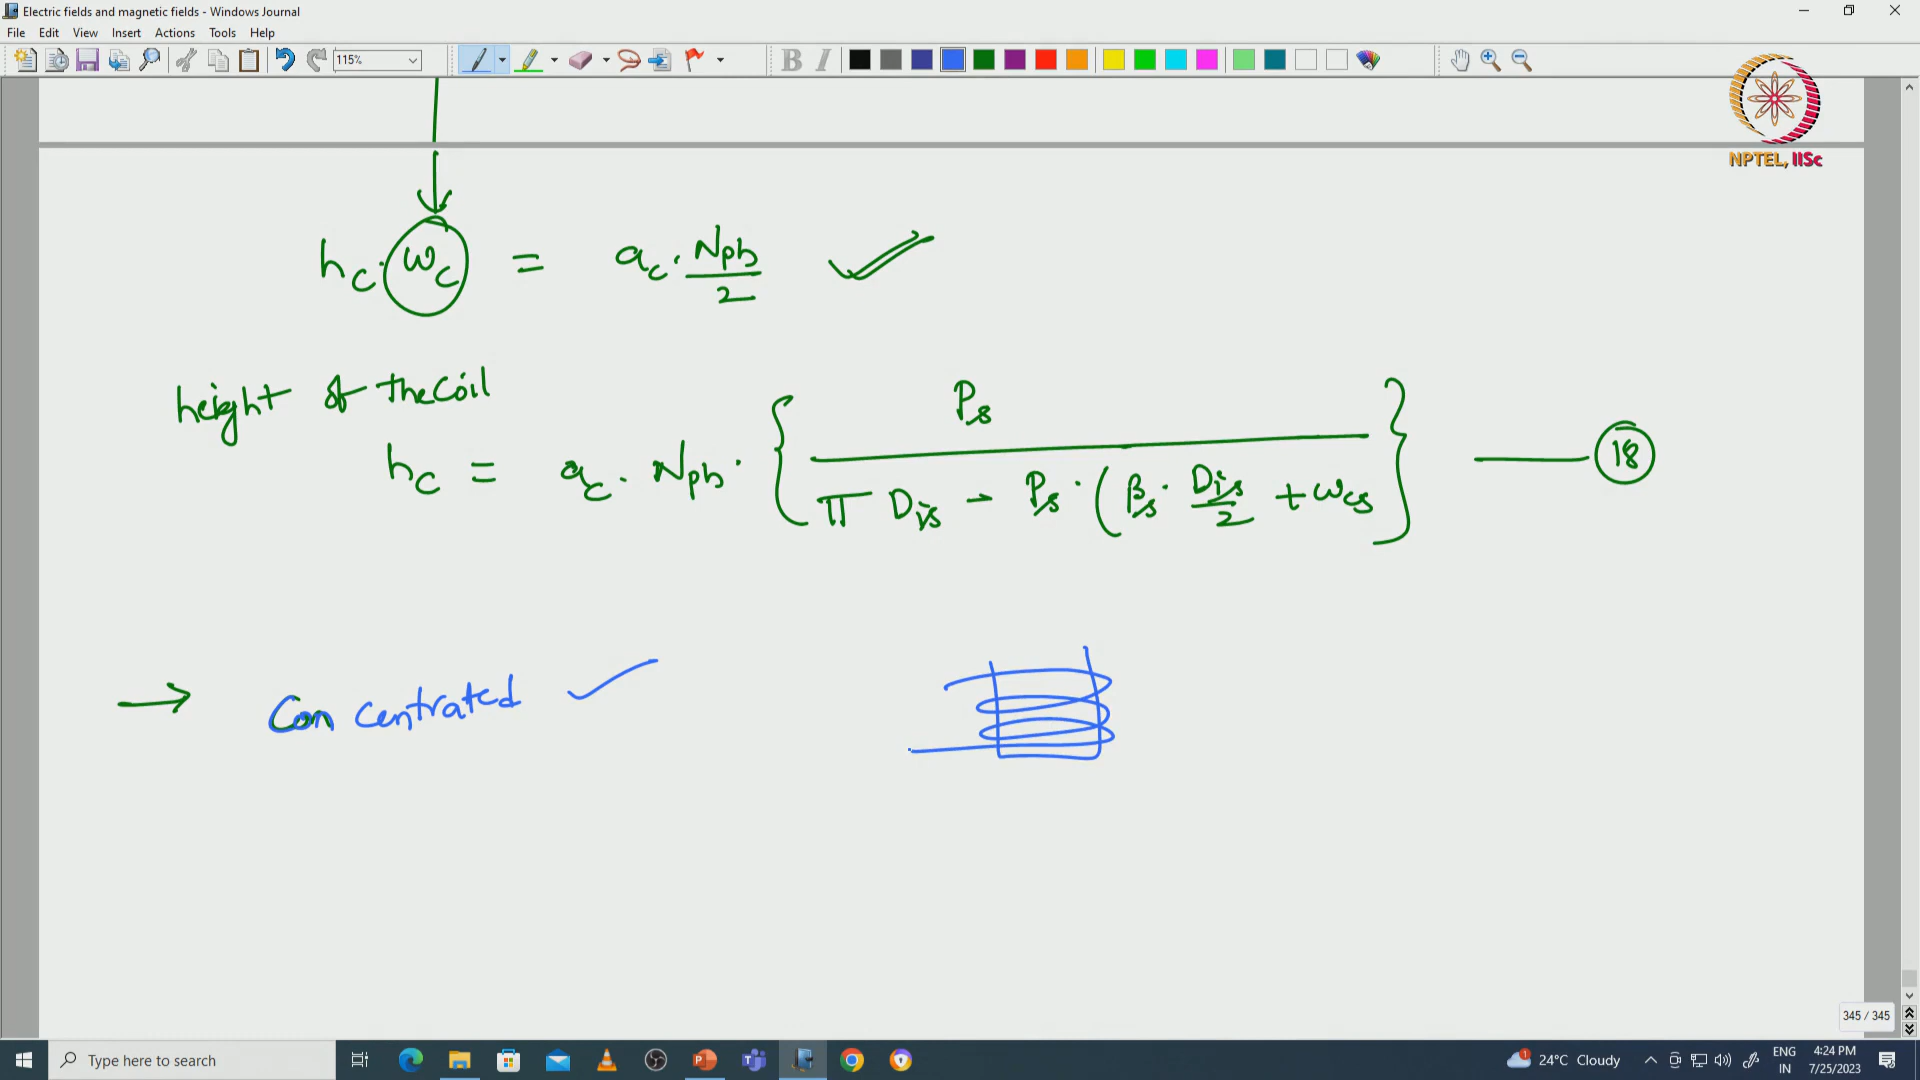 Electric fields and magnetic fields - Windows Journal
File Edit View Insert Actions Tools Help
115%
B I
NPTEL, IISc
h_c · ω_c = a_c · N_ph/2
height of the coil
h_c = a_c · N_ph · { P_s / (π D_is - P_s · (β_s · D_is/2 + ω_cs } — 18
→ Concentrated ✓
345 / 345
Type here to search
24°C Cloudy
ENG
IN
4:24 PM
7/25/2023